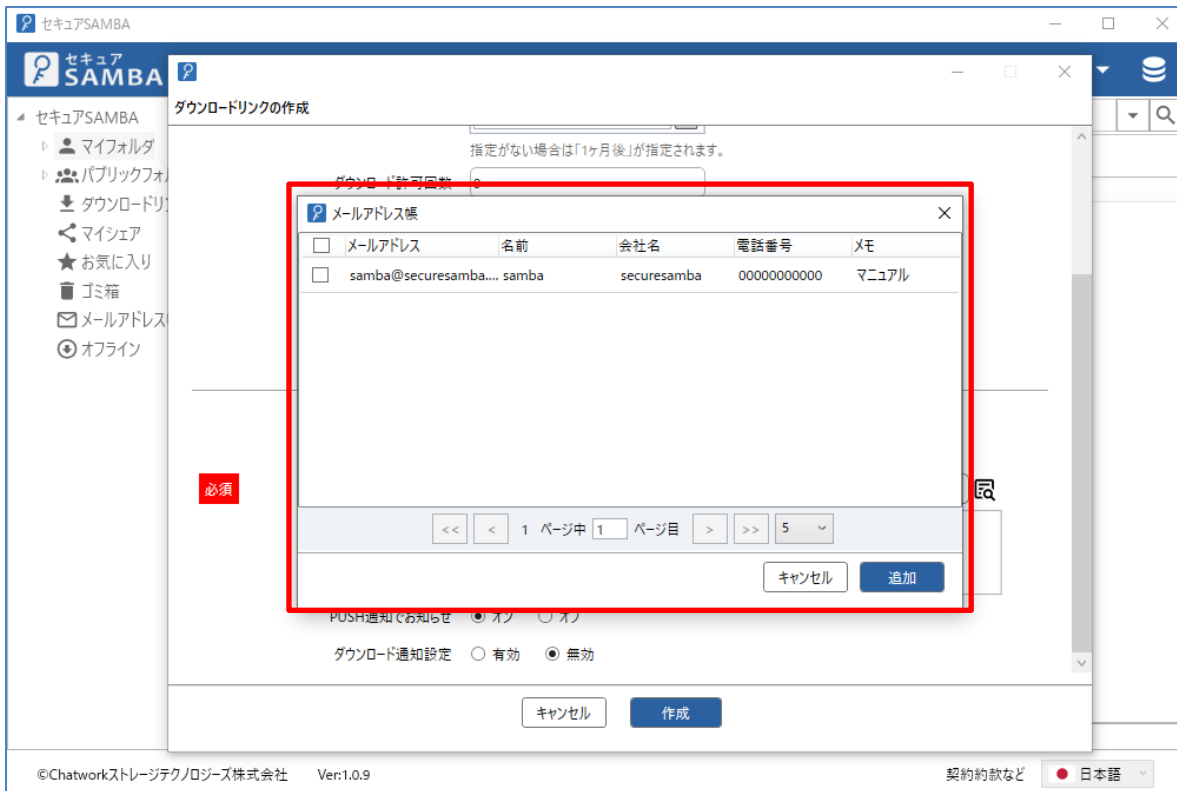 セキュアSAMBA
セキュア
SAMBA
ダウンロードリンクの作成
セキュアSAMBA
マイフォルダ
パブリックフォ
ダウンロードリ
マイシェア
お気に入り
ゴミ箱
メールアドレス
オフライン
指定がない場合は「1ヶ月後」が指定されます。
ダウンロード許可回数
メールアドレス帳
メールアドレス 名前 会社名 電話番号 メモ
samba@securesamba.... samba securesamba 00000000000 マニュアル
必須
<< < 1 ページ中 1 ページ目 > >> 5
キャンセル 追加
PUSH通知でお知らせ オン オフ
ダウンロード通知設定 有効 無効
キャンセル 作成
©Chatworkストレージテクノロジーズ株式会社 Ver:1.0.9 契約約款など 日本語